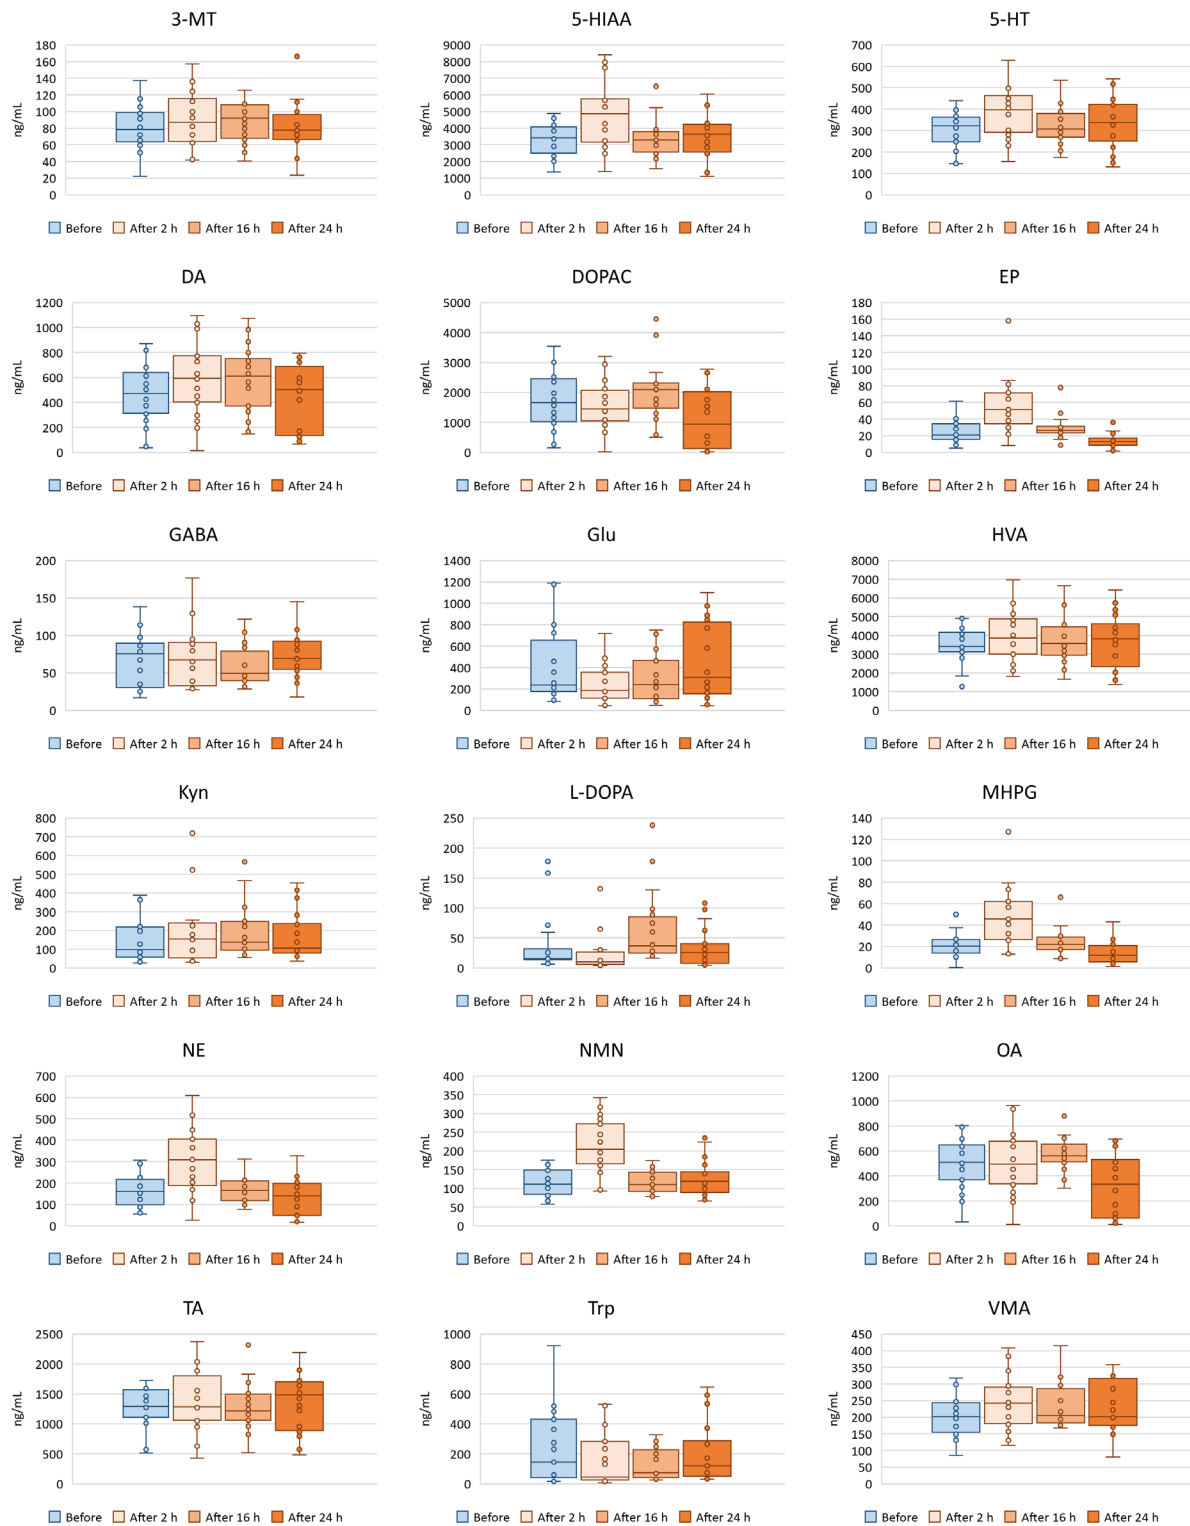 3-MT 5-HIAA 5-HT
ng/mL ng/mL ng/mL
180 9000 700
160 8000 600
140 7000 500
120 6000 400
100 5000 300
80 4000 200
60 3000 100
40 2000 0
20 1000
0 0
Before After 2 h After 16 h After 24 h Before After 2 h After 16 h After 24 h Before After 2 h After 16 h After 24 h
DA DOPAC EP
ng/mL ng/mL ng/mL
1200 5000 180
1000 4000 160
800 3000 140
600 2000 120
400 1000 100
200 0 80
0 60
40
20
0
Before After 2 h After 16 h After 24 h Before After 2 h After 16 h After 24 h Before After 2 h After 16 h After 24 h
GABA Glu HVA
ng/mL ng/mL ng/mL
200 1400 8000
150 1200 7000
100 1000 6000
50 800 5000
0 600 4000
400 3000
200 2000
0 1000
0
Before After 2 h After 16 h After 24 h Before After 2 h After 16 h After 24 h Before After 2 h After 16 h After 24 h
Kyn L-DOPA MHPG
ng/mL ng/mL ng/mL
800 250 140
700 200 120
600 150 100
500 100 80
400 50 60
300 0 40
200 20
100 0
0
Before After 2 h After 16 h After 24 h Before After 2 h After 16 h After 24 h Before After 2 h After 16 h After 24 h
NE NMN OA
ng/mL ng/mL ng/mL
700 400 1200
600 350 1000
500 300 800
400 250 600
300 200 400
200 150 200
100 100 0
0 50
0
Before After 2 h After 16 h After 24 h Before After 2 h After 16 h After 24 h Before After 2 h After 16 h After 24 h
TA Trp VMA
ng/mL ng/mL ng/mL
2500 1000 450
2000 800 400
1500 600 350
1000 400 300
500 200 250
0 0 200
150
100
50
0
Before After 2 h After 16 h After 24 h Before After 2 h After 16 h After 24 h Before After 2 h After 16 h After 24 h